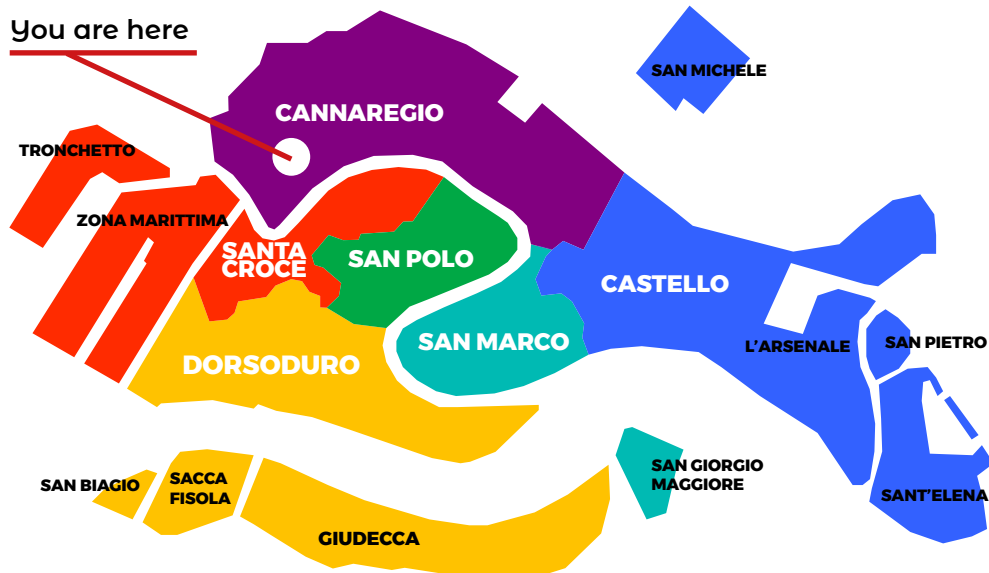 You are here
SAN MICHELE
CANNAREGIO
TRONCHETTO
ZONA MARITTIMA
SANTA
CROCE
SAN POLO
CASTELLO
SAN MARCO
L'ARSENALE
SAN PIETRO
DORSODURO
SAN BIAGIO
SACCA
FISOLA
SAN GIORGIO
MAGGIORE
SANT'ELENA
GIUDECCA